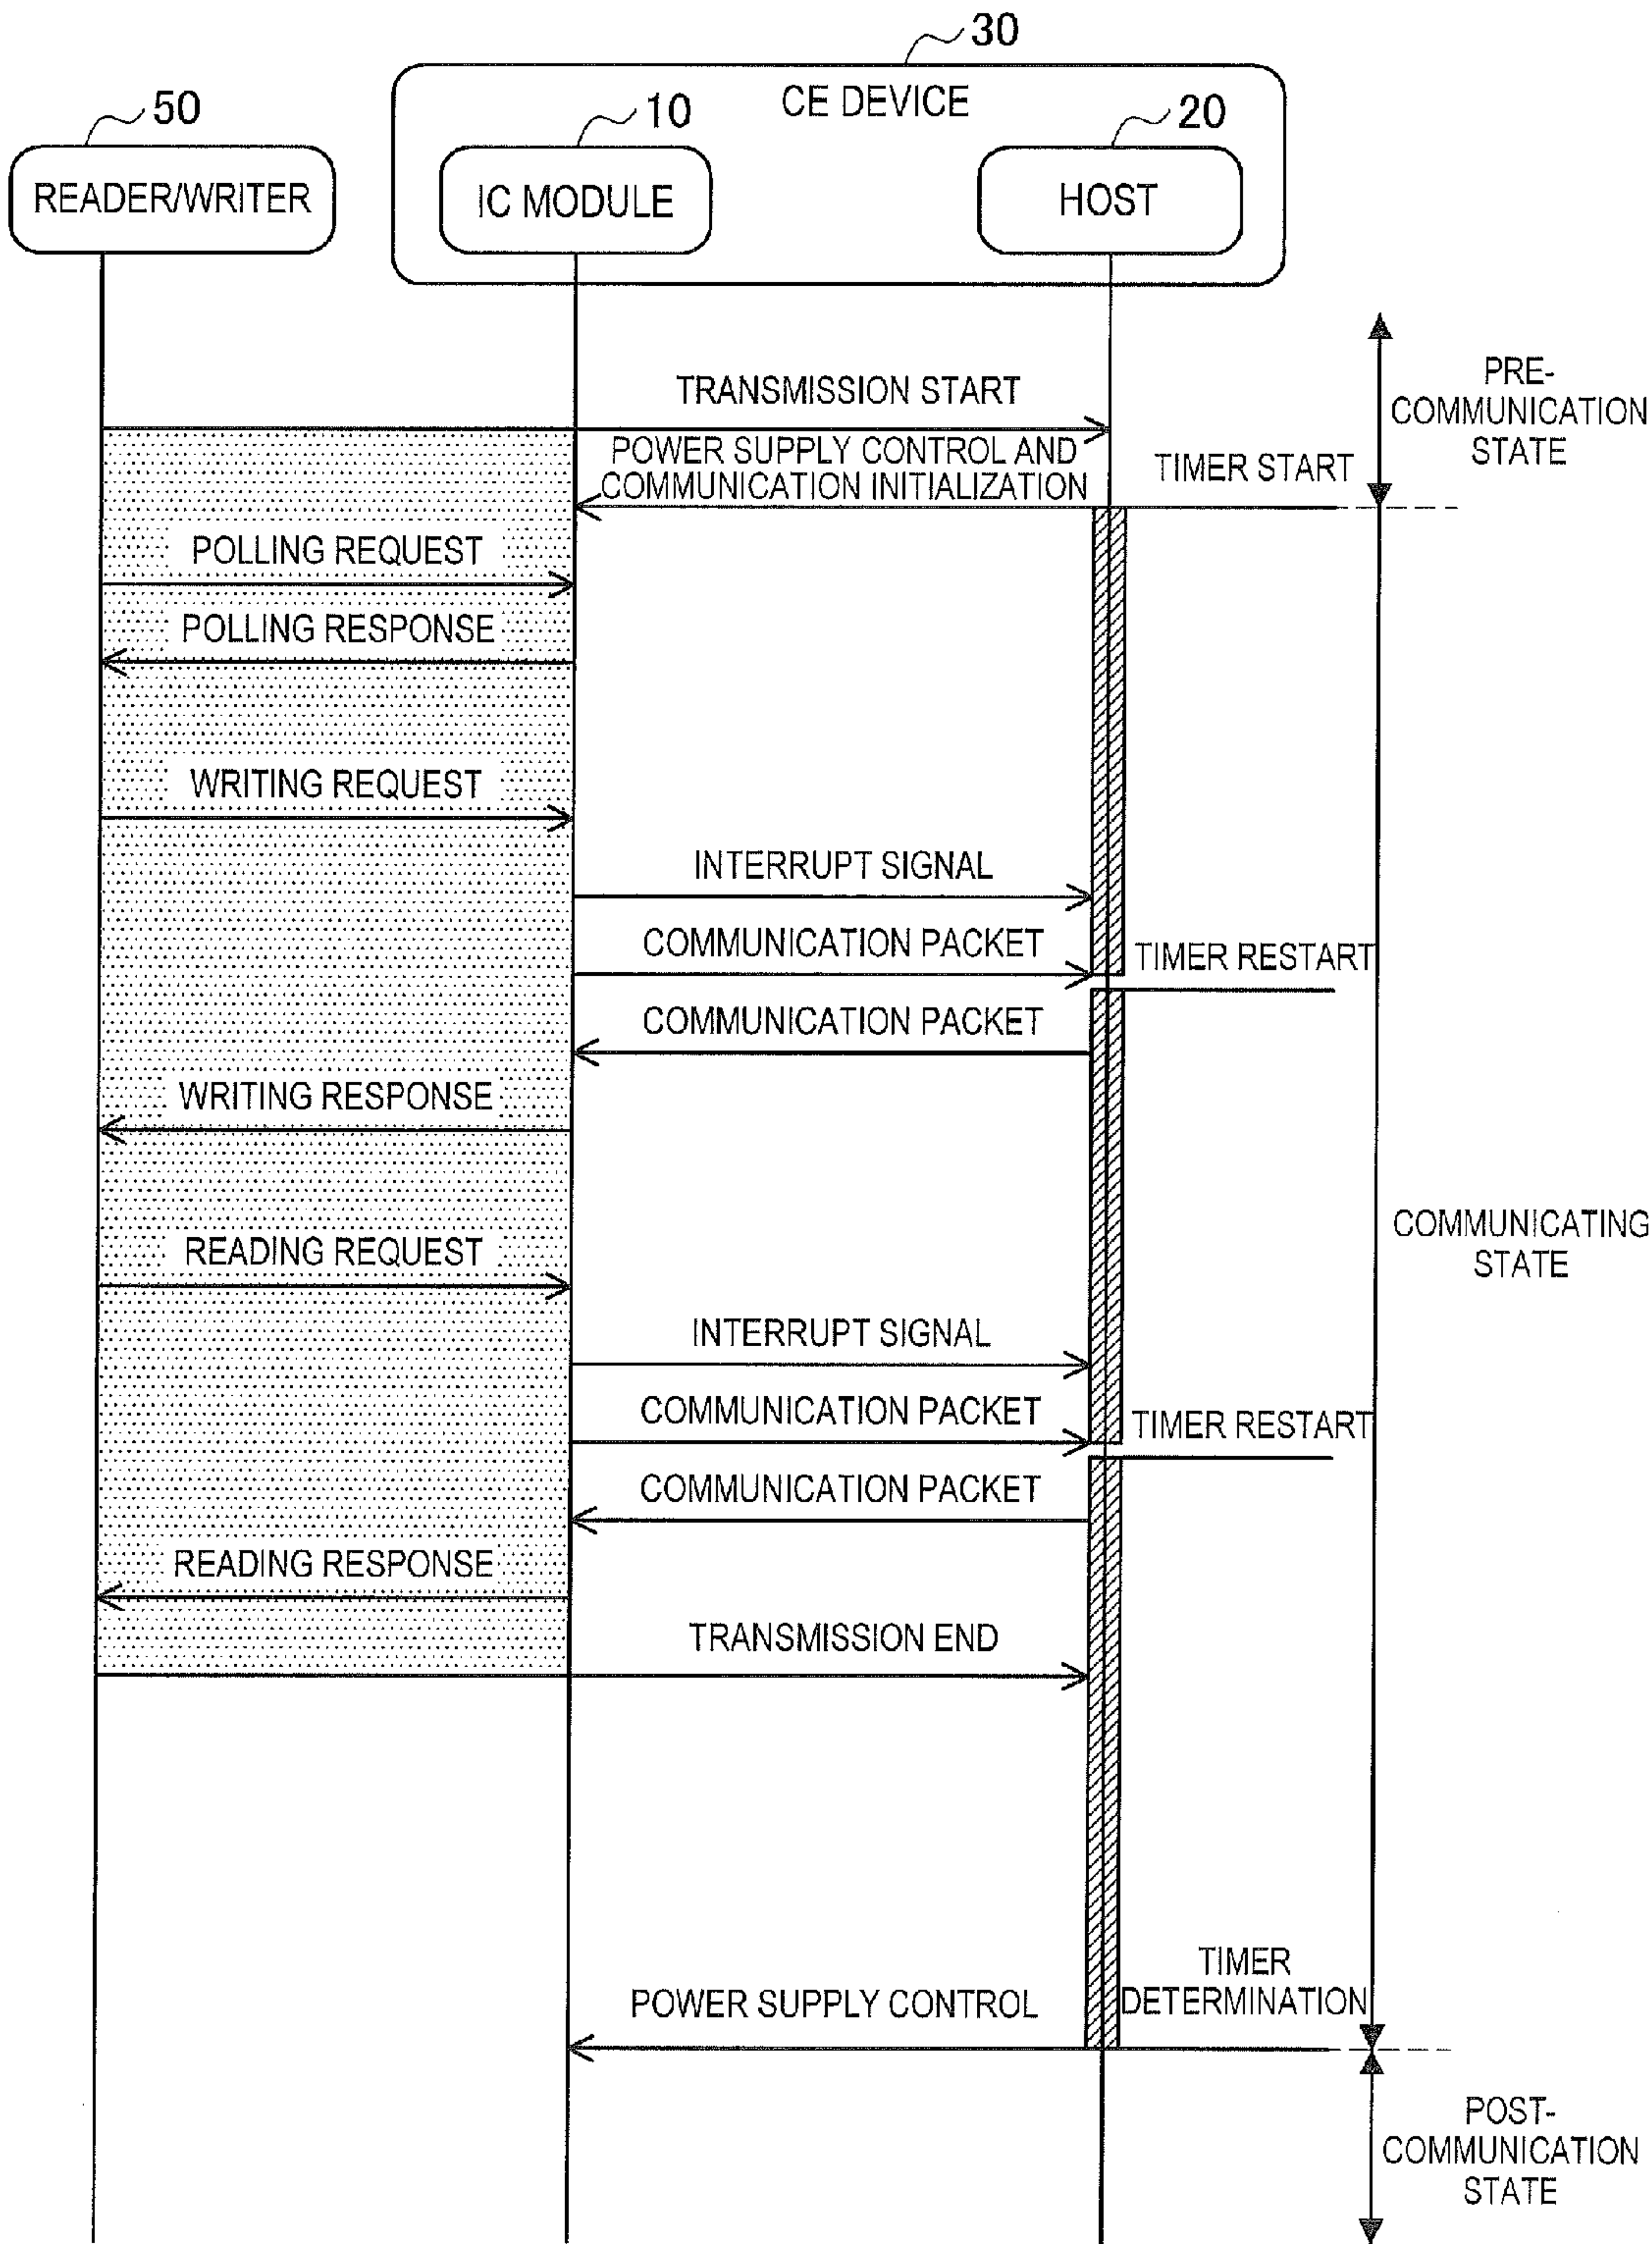 30
CE DEVICE
50
10
20
READER/WRITER
IC MODULE
HOST
TRANSMISSION START
PRE-
COMMUNICATION
STATE
POWER SUPPLY CONTROL AND
COMMUNICATION INITIALIZATION
TIMER START
POLLING REQUEST
POLLING RESPONSE
WRITING REQUEST
INTERRUPT SIGNAL
COMMUNICATION PACKET
TIMER RESTART
COMMUNICATION PACKET
WRITING RESPONSE
COMMUNICATING
STATE
READING REQUEST
INTERRUPT SIGNAL
COMMUNICATION PACKET
TIMER RESTART
COMMUNICATION PACKET
READING RESPONSE
TRANSMISSION END
TIMER
DETERMINATION
POWER SUPPLY CONTROL
POST-
COMMUNICATION
STATE